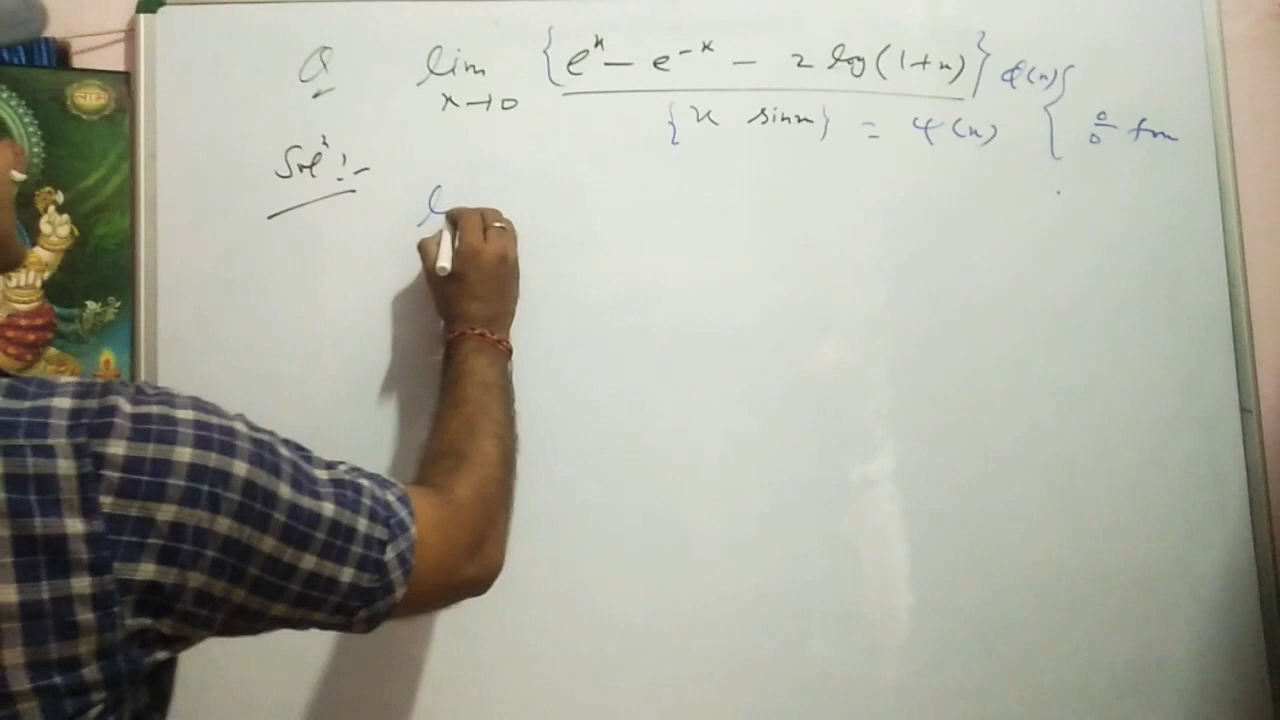 Q lim {e^x - e^-x - 2 log(1+x)} φ(x)
x→0 {x sinx} = ψ(x) { 0/0 form
Sol^n :-
l
लाभ